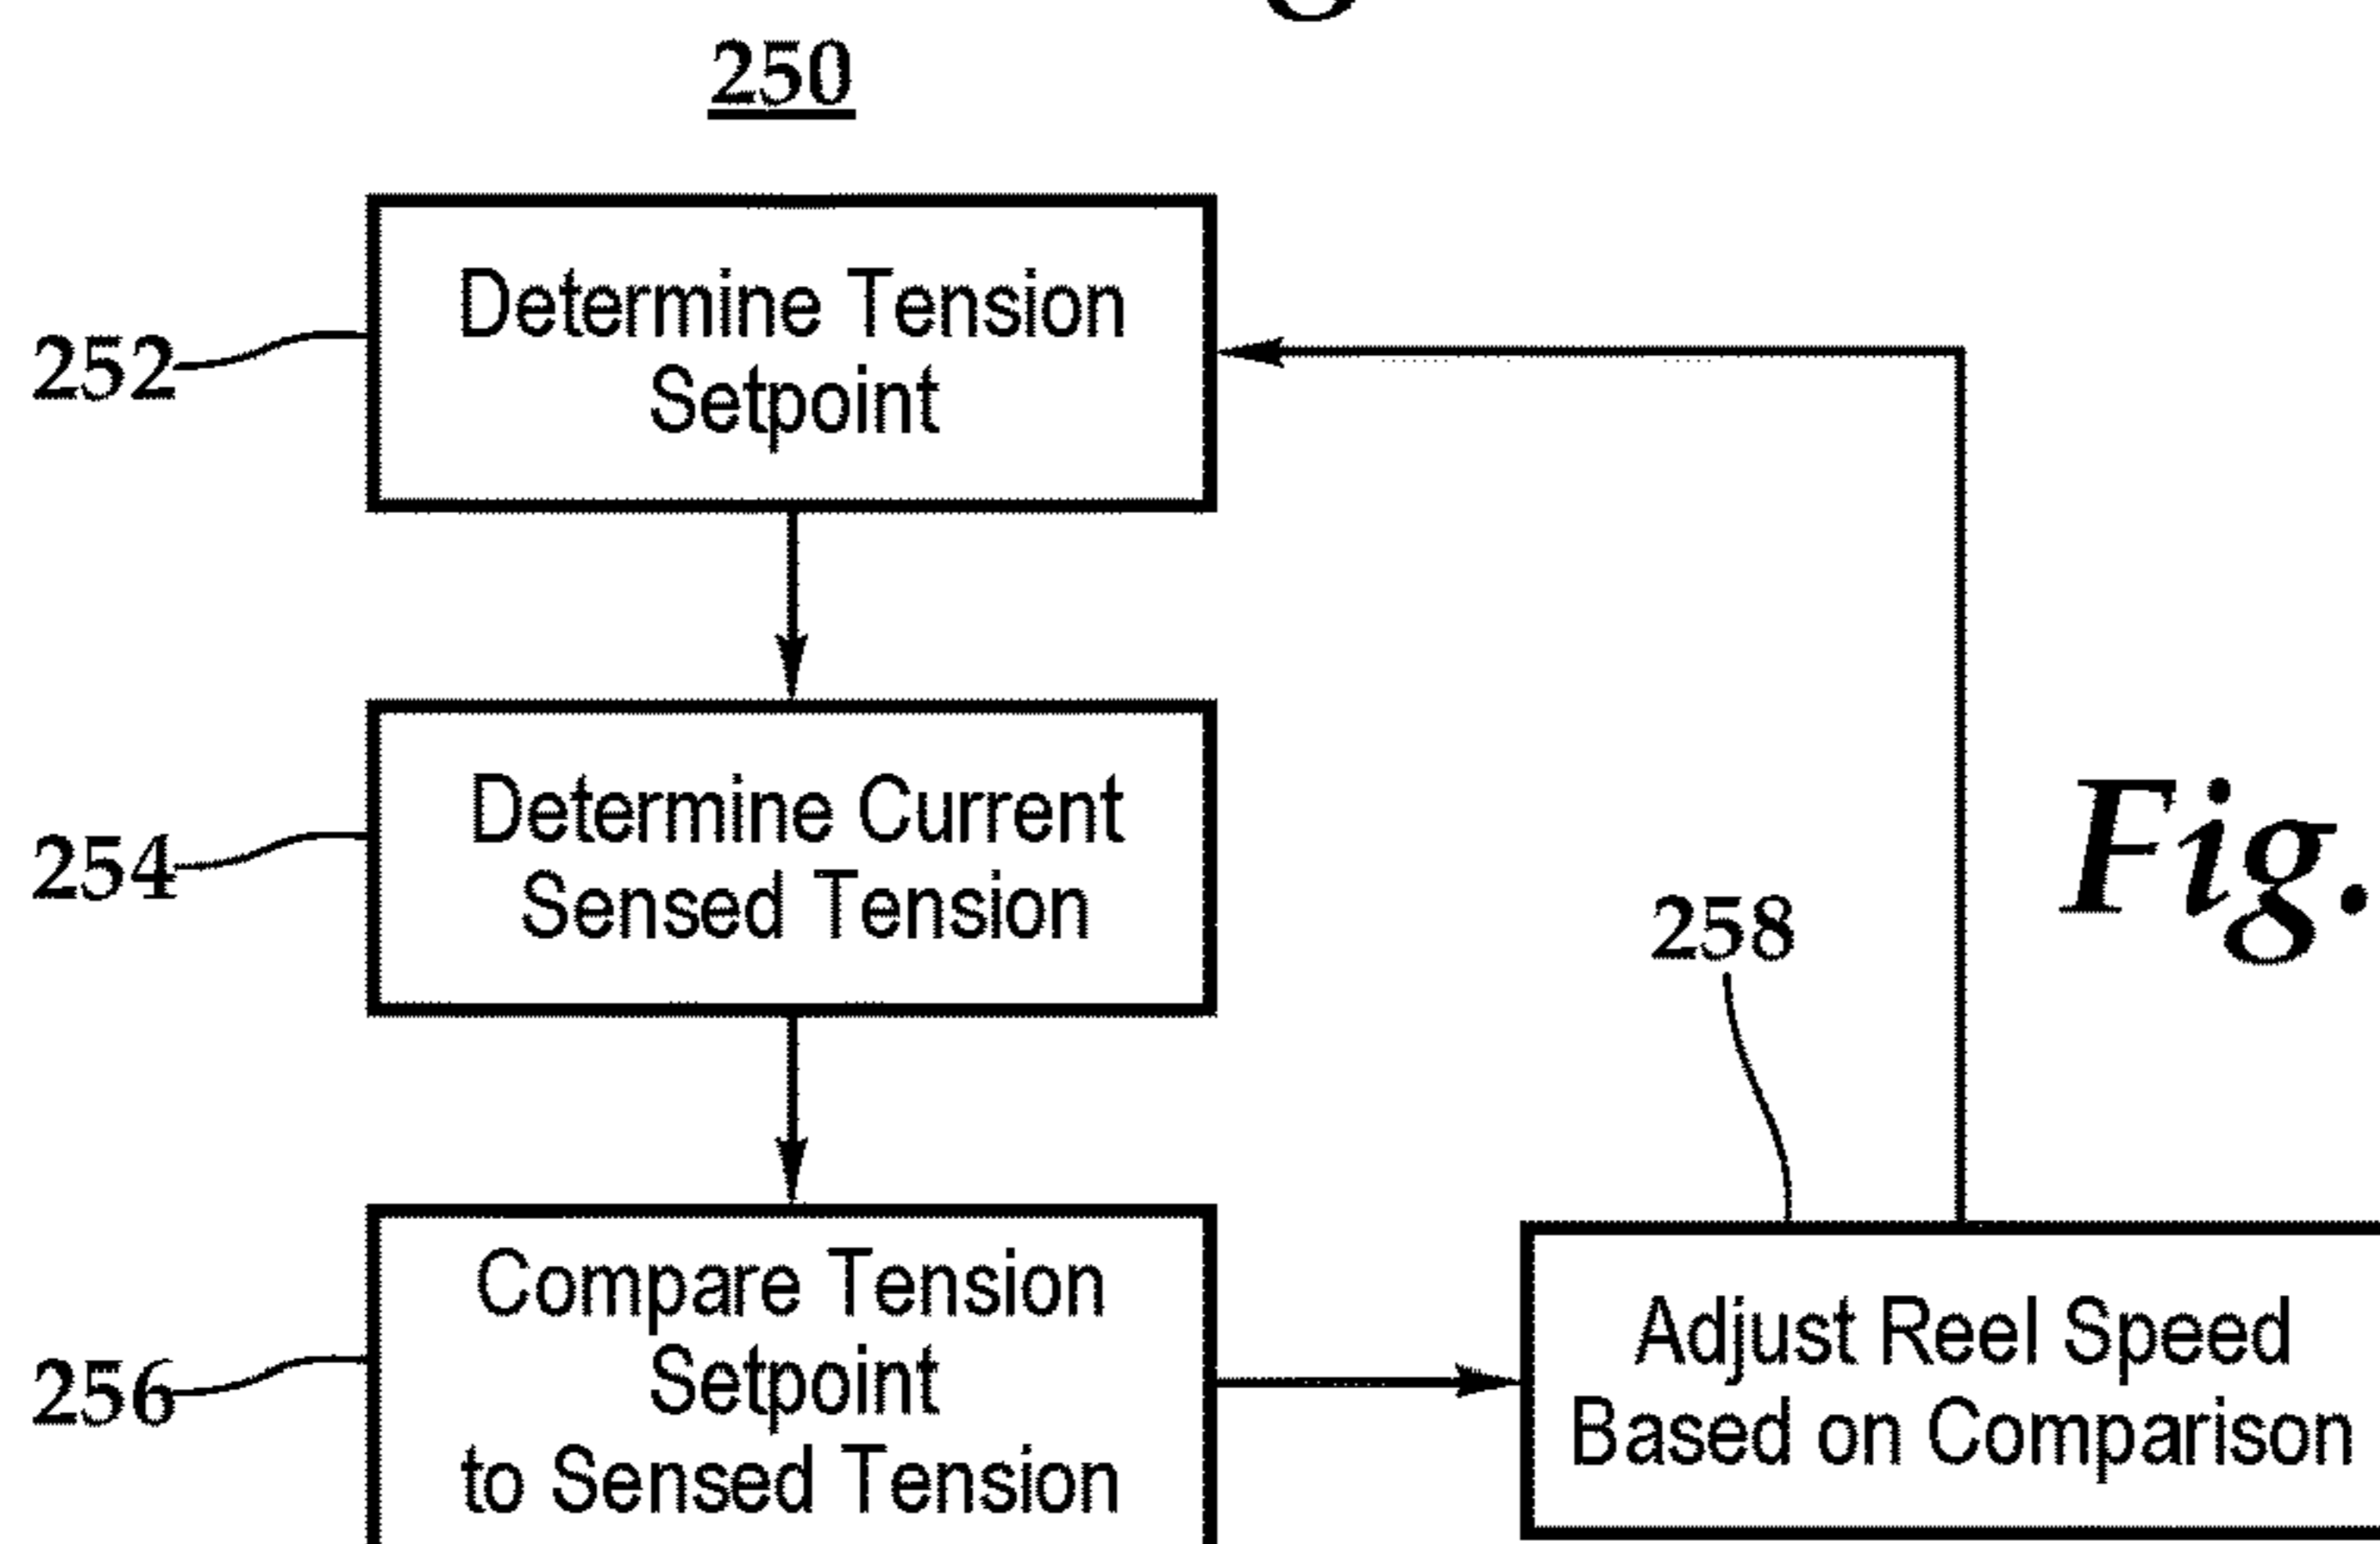 250
252
Determine Tension
Setpoint
254
Determine Current
Sensed Tension
Fig.
258
256
Compare Tension
Setpoint
to Sensed Tension
Adjust Reel Speed
Based on Comparison